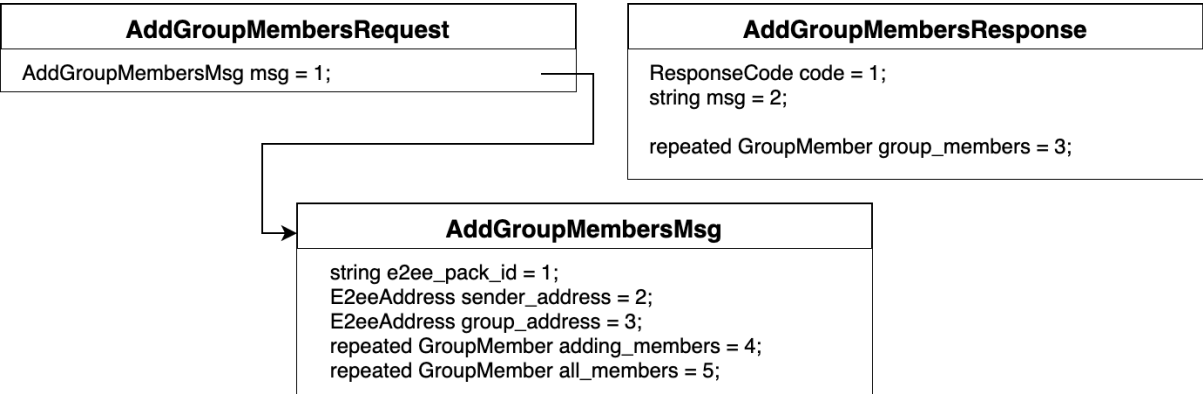 AddGroupMembersRequest
AddGroupMembersMsg msg = 1;
AddGroupMembersResponse
ResponseCode code = 1;
string msg = 2;
repeated GroupMember group_members = 3;
AddGroupMembersMsg
string e2ee_pack_id = 1;
E2eeAddress sender_address = 2;
E2eeAddress group_address = 3;
repeated GroupMember adding_members = 4;
repeated GroupMember all_members = 5;